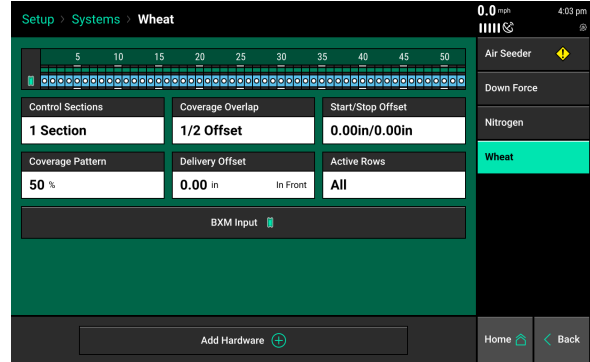 Setup > Systems > Wheat
0.0 mph
4:03 pm
5 10 15 20 25 30 35 40 45 50
Air Seeder
Down Force
Nitrogen
Wheat
Control Sections
1 Section
Coverage Overlap
1/2 Offset
Start/Stop Offset
0.00in/0.00in
Coverage Pattern
50 %
Delivery Offset
0.00 in In Front
Active Rows
All
BXM Input
Add Hardware
Home
Back